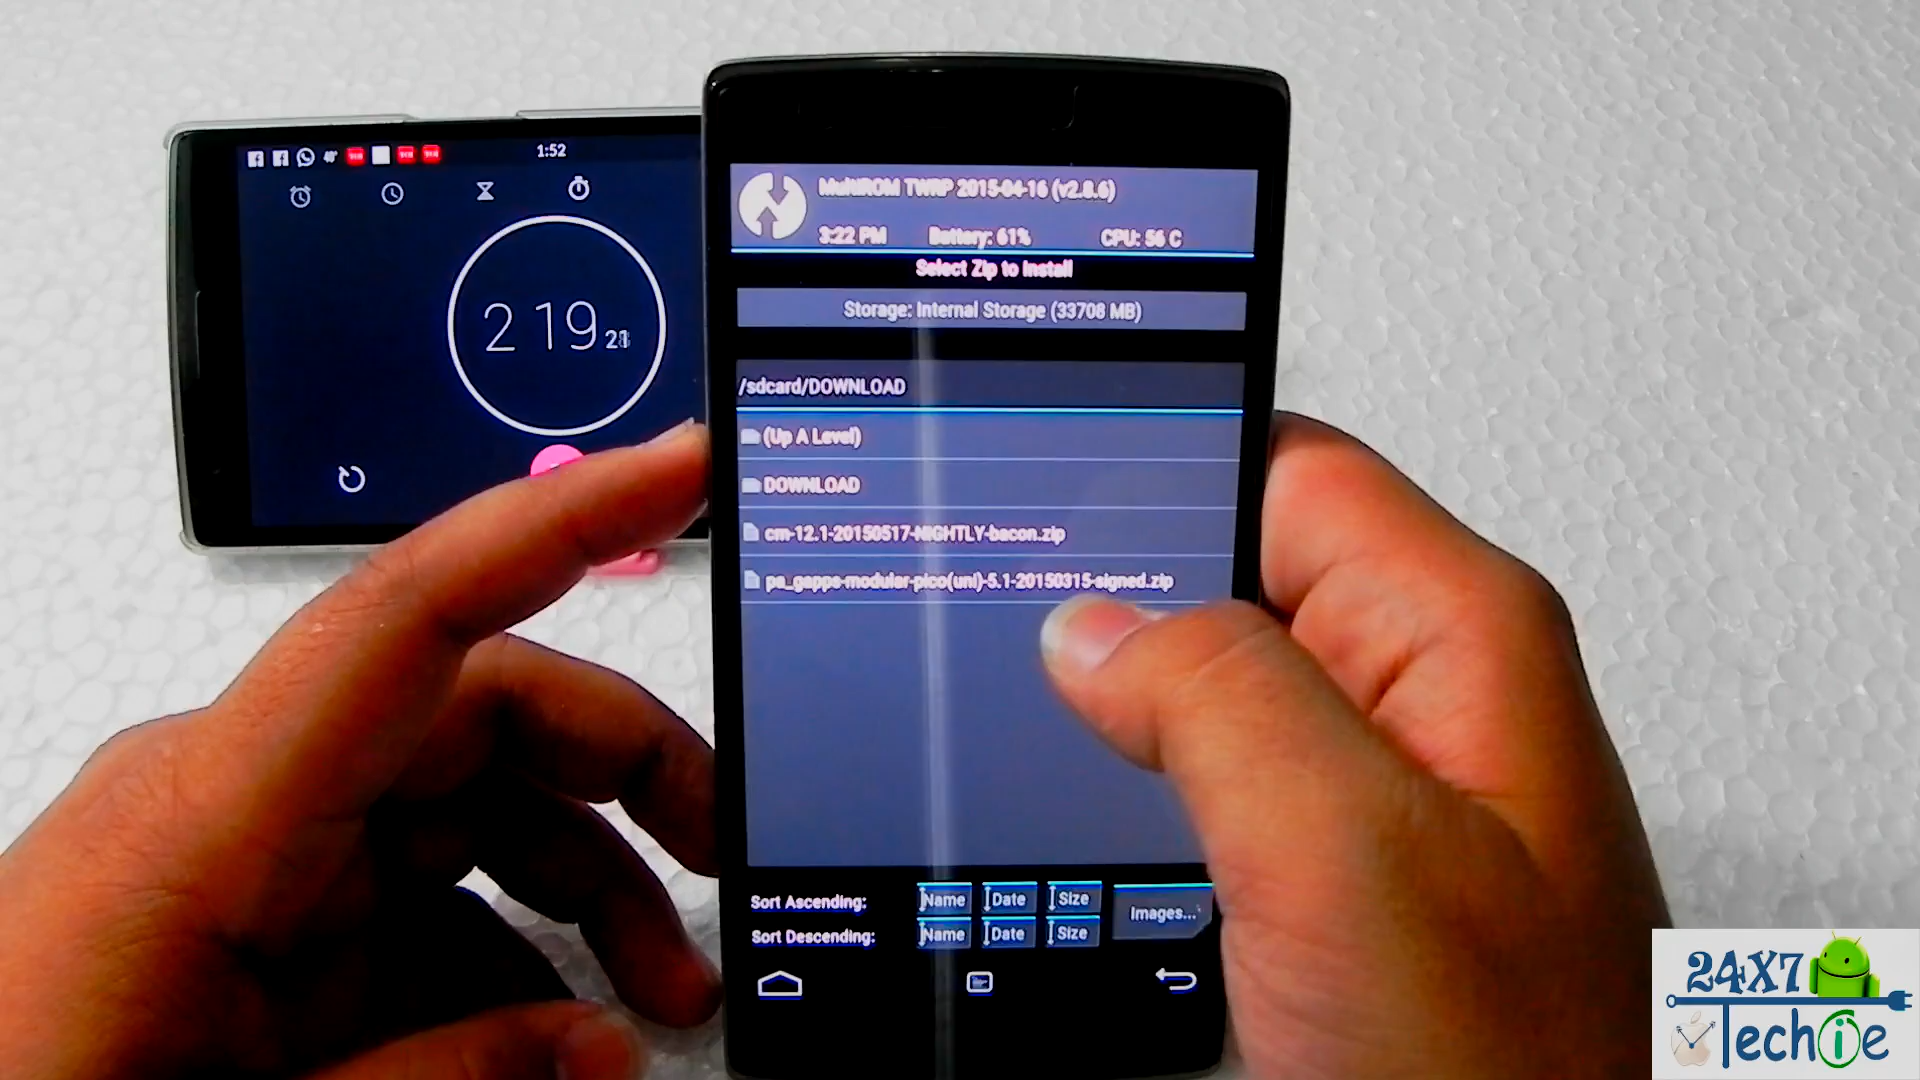 1:52
2 19 21
MultiROM TWRP 2015-04-16 (v2.8.6)
3:22 PM Battery: 61% CPU: 56 C
Select Zip to Install
Storage: Internal Storage (33708 MB)
/sdcard/DOWNLOAD
(Up A Level)
DOWNLOAD
cm-12.1-20150517-NIGHTLY-bacon.zip
pa_gapps-modular-pico(uni)-5.1-20150315-signed.zip
Sort Ascending: Name Date Size
Images...
Sort Descending: Name Date Size
24X7
Techie